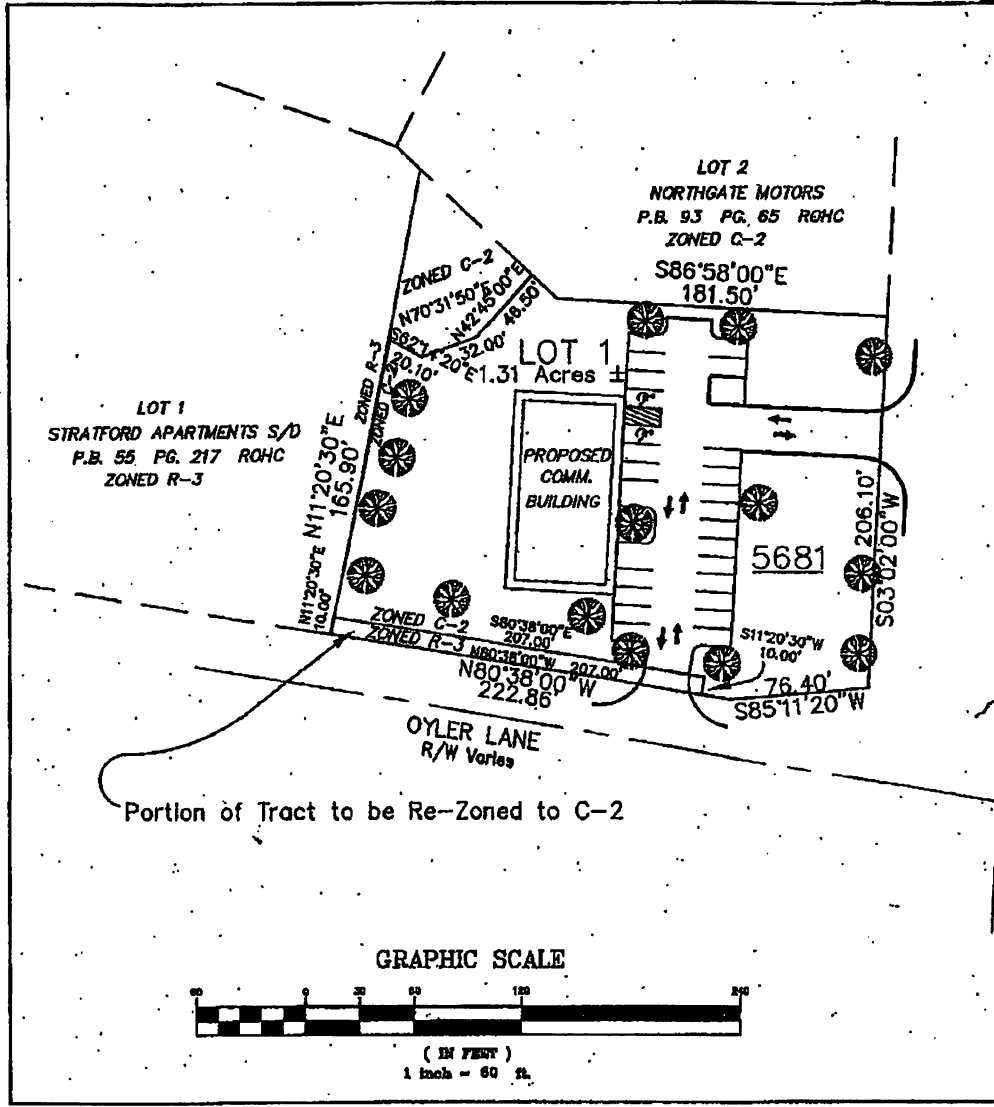 LOT 2
NORTHGATE MOTORS
P.B. 93 PG. 65 ROHC
ZONED C-2
S86°58'00"E
181.50'
ZONED C-2
N70°31'50"E
N42°45'00"E
48.50'
32.00'
20.10'
LOT 1
1.31 Acres ±
ZONED R-3
ZONED C-2
LOT 1
STRATFORD APARTMENTS S/D
P.B. 55 PG. 217 ROHC
ZONED R-3
N11°20'30"E
165.90'
PROPOSED
COMM.
BUILDING
5681
206.10'
S03°02'00"W
N11°20'30"E
10.00'
ZONED C-2
ZONED R-3
S80°38'00"E
207.00'
N80°38'00"W 207.00'
N80°38'00"W
222.86'
S11°20'30"W
10.00'
76.40'
S85°11'20"W
OYLER LANE
R/W Varies
Portion of Tract to be Re-Zoned to C-2
GRAPHIC SCALE
60 0 30 60 120 240
( IN FEET )
1 inch = 60 ft.